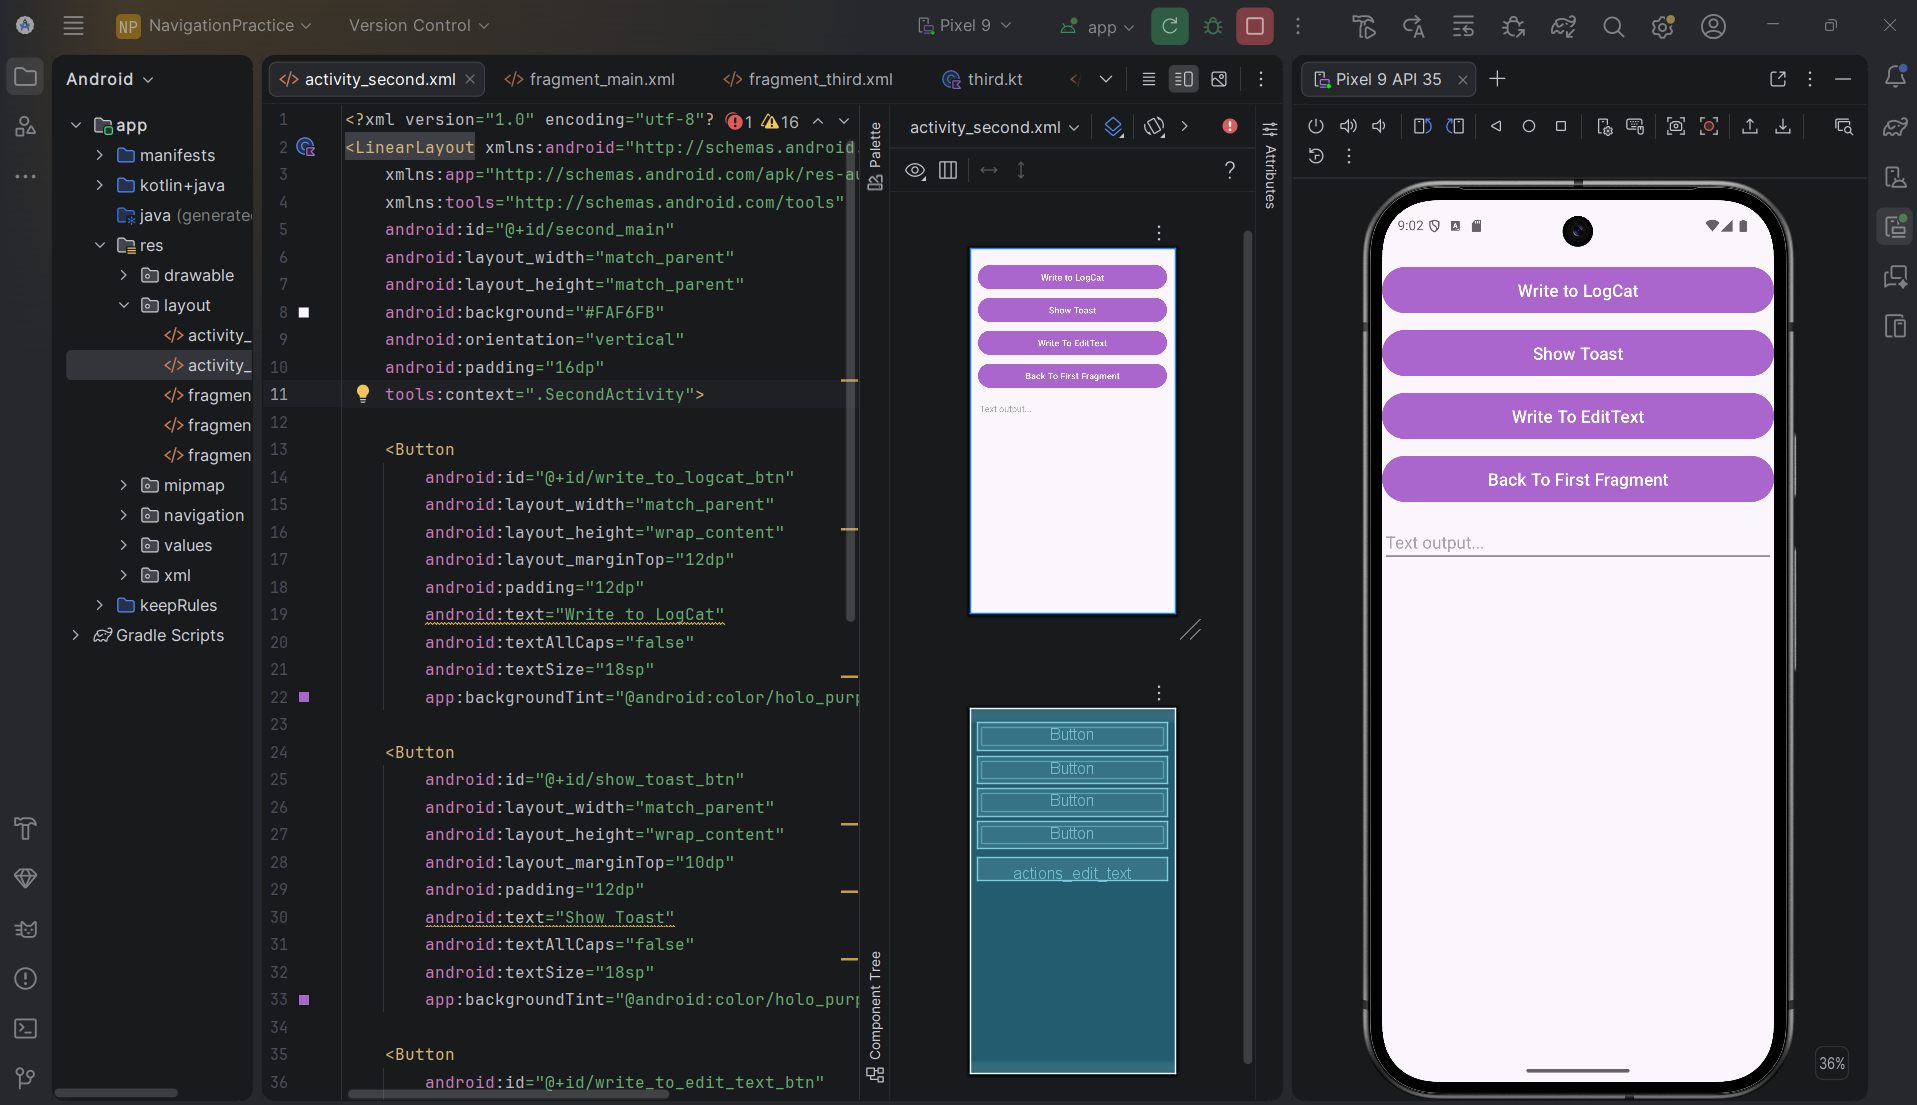 NP NavigationPractice Version Control Pixel 9 app
Android
app
manifests
kotlin+java
java (generate
res
drawable
layout
activity_
activity_
fragmen
fragmen
fragmen
mipmap
navigation
values
xml
keepRules
Gradle Scripts
activity_second.xml fragment_main.xml fragment_third.xml third.kt
1 <?xml version="1.0" encoding="utf-8"? 1 16
2 <LinearLayout xmlns:android="http://schemas.android.
3 xmlns:app="http://schemas.android.com/apk/res-au
4 xmlns:tools="http://schemas.android.com/tools"
5 android:id="@+id/second_main"
6 android:layout_width="match_parent"
7 android:layout_height="match_parent"
8 android:background="#FAF6FB"
9 android:orientation="vertical"
10 android:padding="16dp"
11 tools:context=".SecondActivity">
12
13 <Button
14 android:id="@+id/write_to_logcat_btn"
15 android:layout_width="match_parent"
16 android:layout_height="wrap_content"
17 android:layout_marginTop="12dp"
18 android:padding="12dp"
19 android:text="Write to LogCat"
20 android:textAllCaps="false"
21 android:textSize="18sp"
22 app:backgroundTint="@android:color/holo_purp
23
24 <Button
25 android:id="@+id/show_toast_btn"
26 android:layout_width="match_parent"
27 android:layout_height="wrap_content"
28 android:layout_marginTop="10dp"
29 android:padding="12dp"
30 android:text="Show Toast"
31 android:textAllCaps="false"
32 android:textSize="18sp"
33 app:backgroundTint="@android:color/holo_purp
34
35 <Button
36 android:id="@+id/write_to_edit_text_btn"
Palette
Component Tree
activity_second.xml
?
Attributes
Write to LogCat
Show Toast
Write To EditText
Back To First Fragment
Text output...
Button
Button
Button
Button
actions_edit_text
Pixel 9 API 35
9:02
Write to LogCat
Show Toast
Write To EditText
Back To First Fragment
Text output...
36%